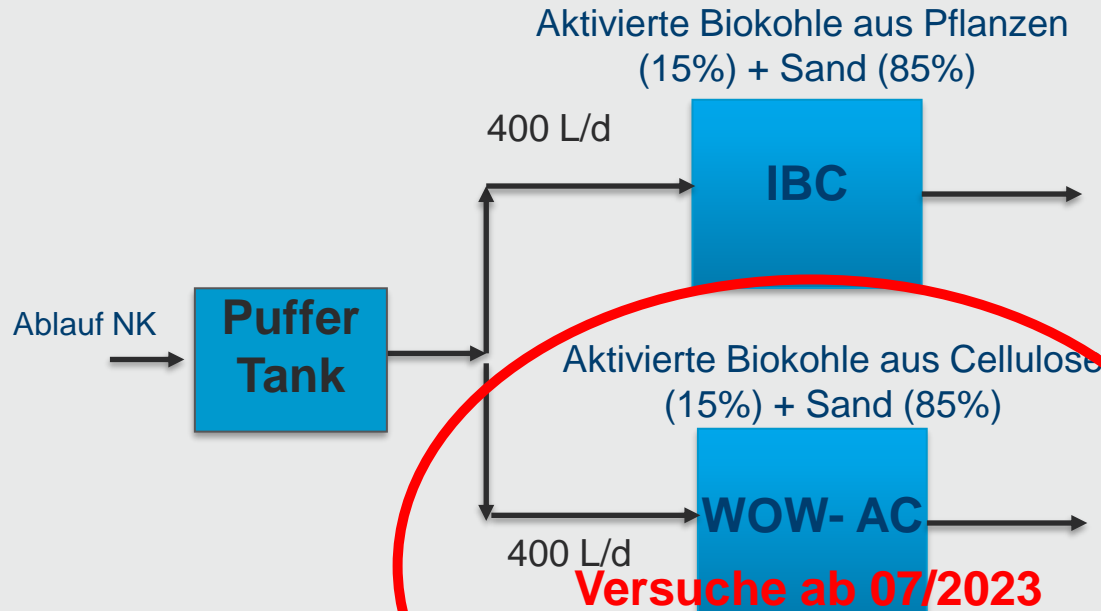 Aktivierte Biokohle aus Pflanzen
(15%) + Sand (85%)
400 L/d
IBC
Ablauf NK
Puffer
Tank
Aktivierte Biokohle aus Cellulose
(15%) + Sand (85%)
WOW- AC
400 L/d
Versuche ab 07/2023